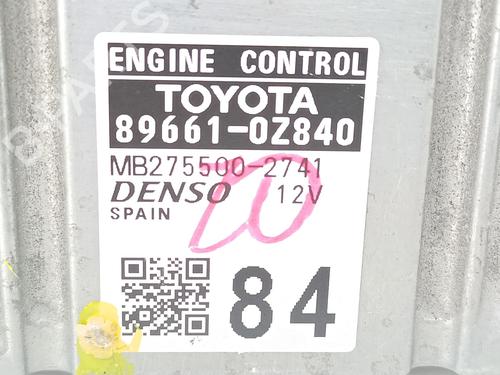 ENGINE CONTROL
TOYOTA
89661-0Z840
MB275500-2741
DENSO 12V
SPAIN
84